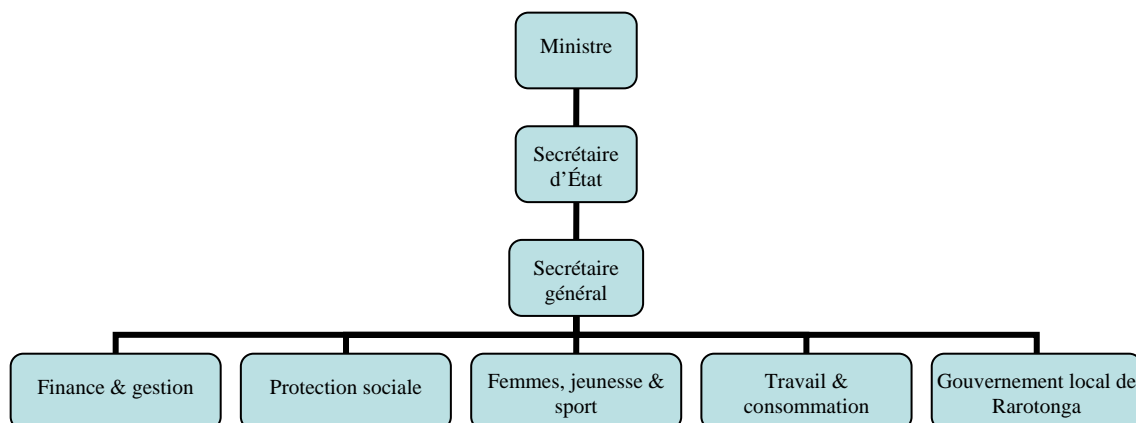 Ministre
Secrétaire
d’État
Secrétaire
général
Finance & gestion
Protection sociale
Femmes, jeunesse &
sport
Travail &
consommation
Gouvernement local de
Rarotonga